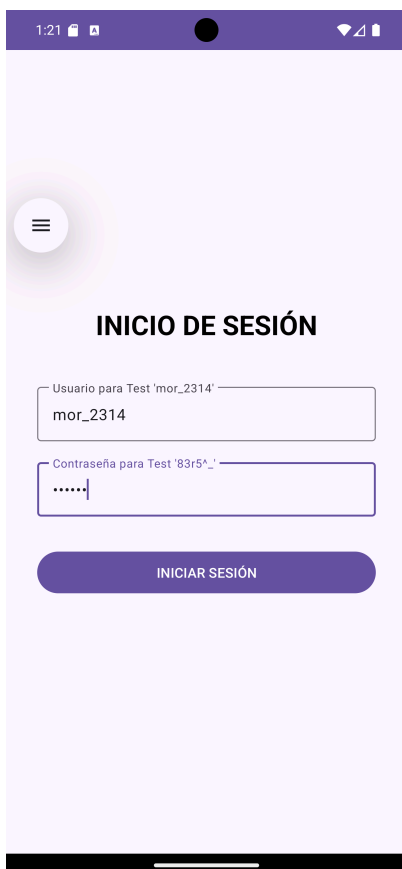 1:21
INICIO DE SESIÓN
Usuario para Test 'mor_2314'
mor_2314
Contraseña para Test '83r5^_'
••••••
INICIAR SESIÓN